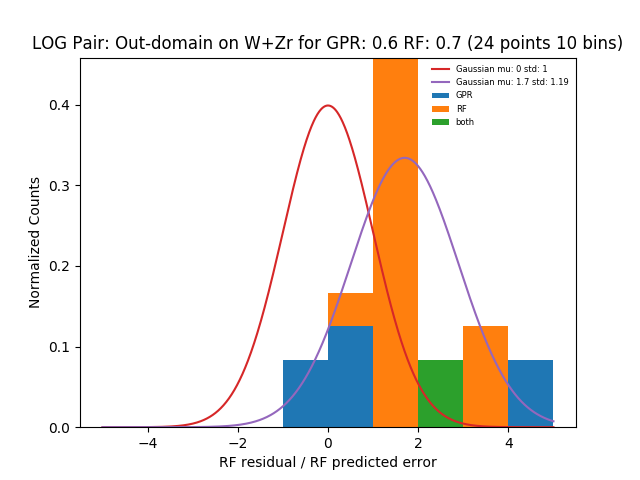 LOG Pair: Out-domain on W+Zr for GPR: 0.6 RF: 0.7 (24 points 10 bins)
Gaussian mu: 0 std: 1
Gaussian mu: 1.7 std: 1.19
GPR
RF
both
0.4
0.3
0.2
0.1
0.0
Normalized Counts
−4
−2
0
2
4
RF residual / RF predicted error